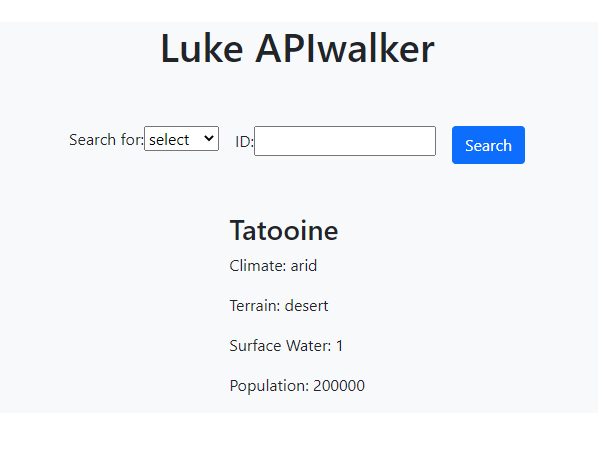 Luke APIwalker
Search for: select ID: Search
Tatooine
Climate: arid
Terrain: desert
Surface Water: 1
Population: 200000